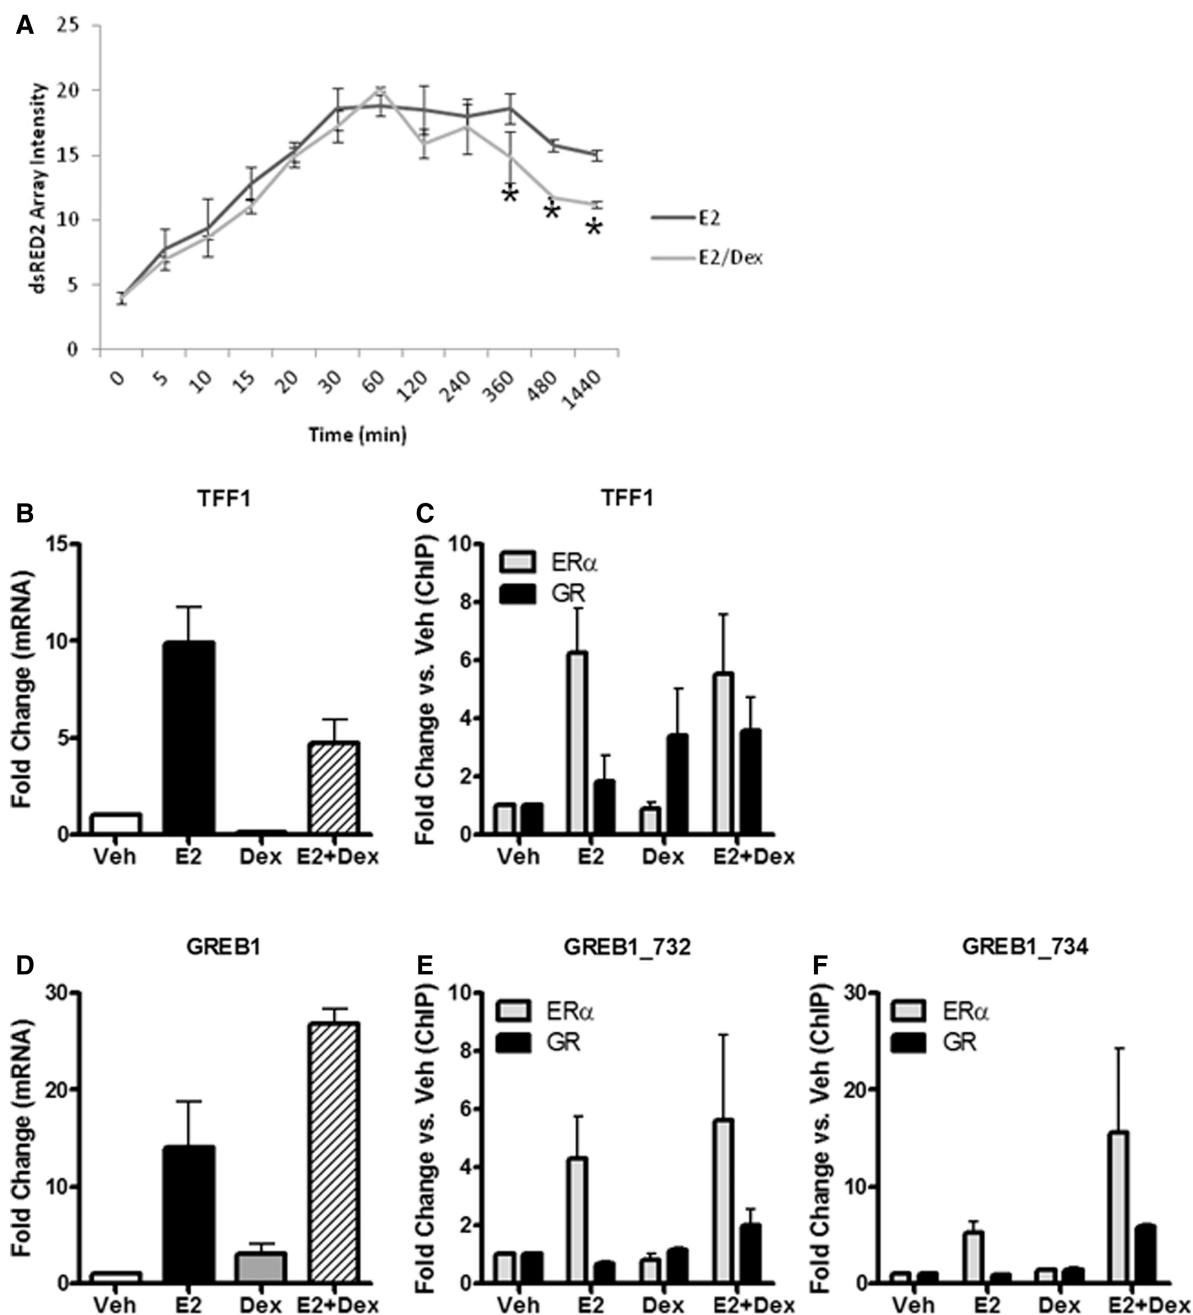 A
25
20
15
10
5
0
dsRED2 Array Intensity
0 5 10 15 20 30 60 120 240 360 480 1440
Time (min)
* * *
E2
E2/Dex
B
TFF1
Fold Change (mRNA)
15
10
5
0
Veh E2 Dex E2+Dex
C
TFF1
Fold Change vs. Veh (ChIP)
10
8
6
4
2
0
ERα
GR
Veh E2 Dex E2+Dex
D
GREB1
Fold Change (mRNA)
30
20
10
0
Veh E2 Dex E2+Dex
E
GREB1_732
Fold Change vs. Veh (ChIP)
10
8
6
4
2
0
ERα
GR
Veh E2 Dex E2+Dex
F
GREB1_734
Fold Change vs. Veh (ChIP)
30
20
10
0
ERα
GR
Veh E2 Dex E2+Dex